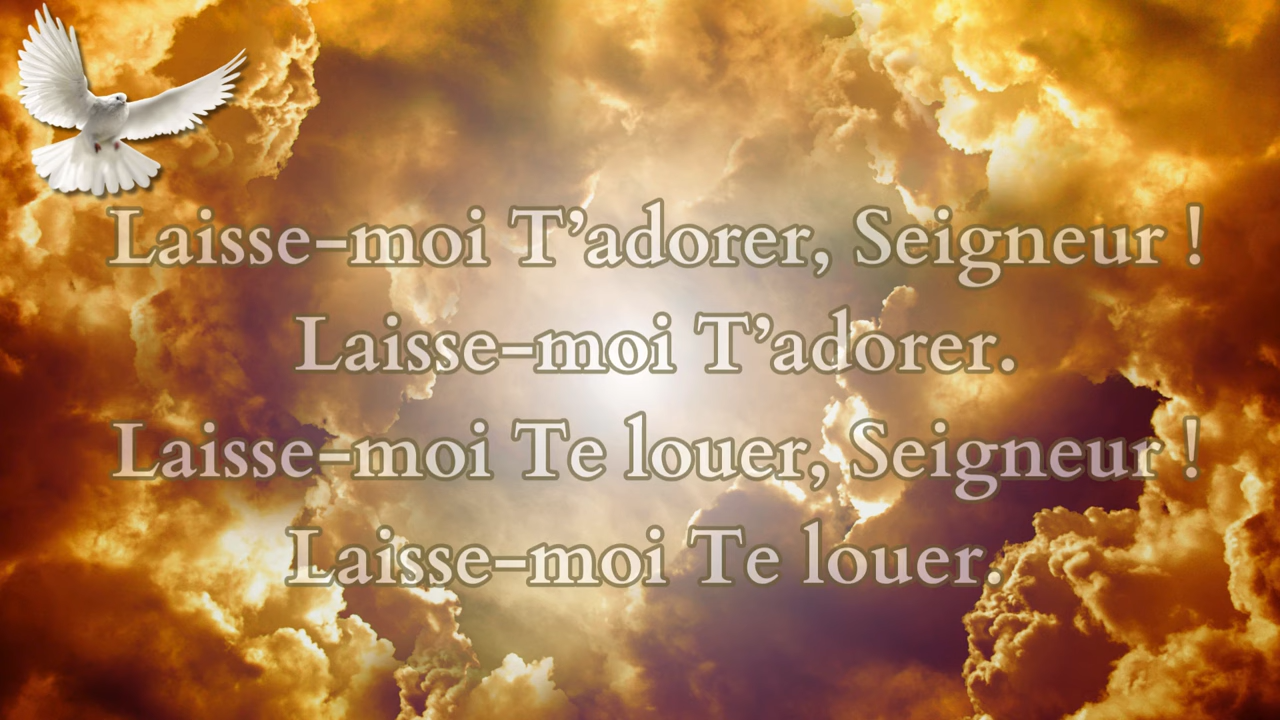 Laisse-moi T’adorer, Seigneur !
Laisse-moi T’adorer.
Laisse-moi Te louer, Seigneur !
Laisse-moi Te louer.